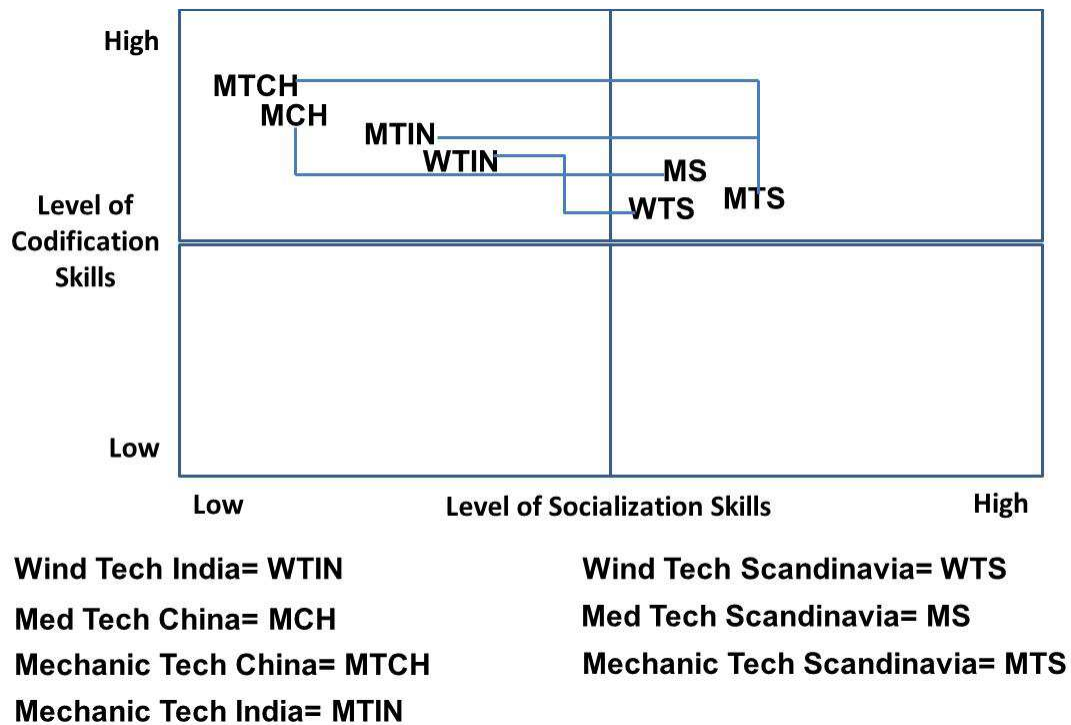 High
MTCH
MCH
MTIN
WTIN
MS
MTS
WTS
Level of
Codification
Skills
Low
Low
Level of Socialization Skills
High
Wind Tech India= WTIN
Wind Tech Scandinavia= WTS
Med Tech China= MCH
Med Tech Scandinavia= MS
Mechanic Tech China= MTCH
Mechanic Tech Scandinavia= MTS
Mechanic Tech India= MTIN